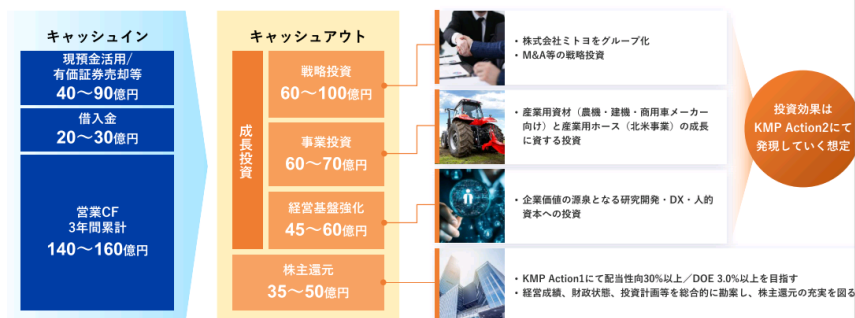 キャッシュイン
現預金活用/
有価証券売却等
40～90億円
借入金
20～30億円
営業CF
3年間累計
140～160億円
キャッシュアウト
成長投資
戦略投資
60～100億円
事業投資
60～70億円
経営基盤強化
45～60億円
株主還元
35～50億円
• 株式会社ミトヨをグループ化
• M&A等の戦略投資
• 産業用資材（農機・建機・商用車メーカー
向け）と産業用ホース（北米事業）の成長
に資する投資
• 企業価値の源泉となる研究開発・DX・人的
資本への投資
• KMP Action1にて配当性向30%以上／DOE 3.0%以上を目指す
• 経営成績、財政状態、投資計画等を総合的に勘案し、株主還元の充実を図る
投資効果は
KMP Action2にて
発現していく想定